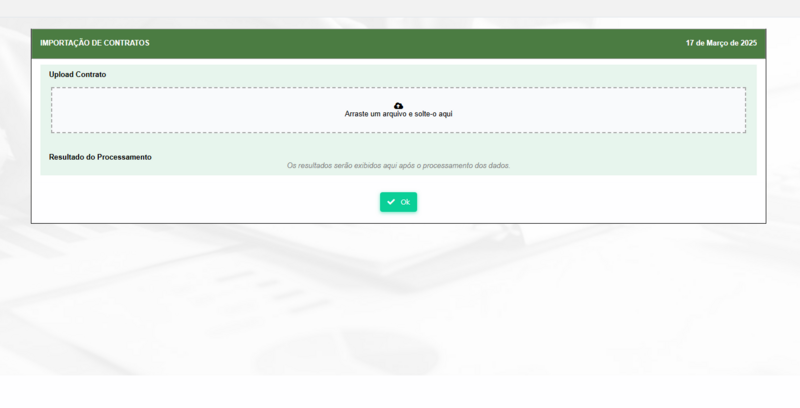 IMPORTAÇÃO DE CONTRATOS 17 de Março de 2025
Upload Contrato
Arraste um arquivo e solte-o aqui
Resultado do Processamento
Os resultados serão exibidos aqui após o processamento dos dados.
Ok